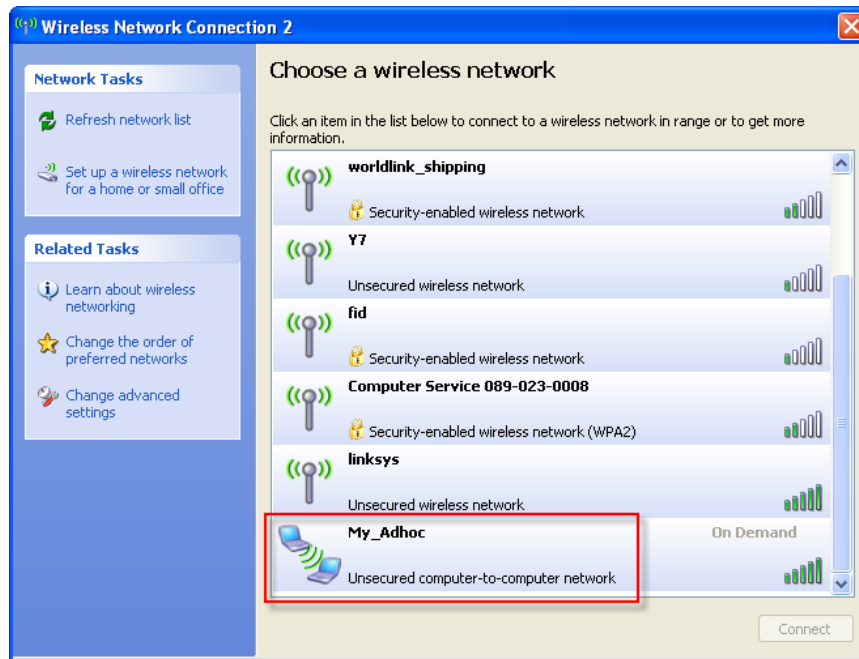 Wireless Network Connection 2
Network Tasks
Refresh network list
Set up a wireless network
for a home or small office
Related Tasks
Learn about wireless
networking
Change the order of
preferred networks
Change advanced
settings
Choose a wireless network
Click an item in the list below to connect to a wireless network in range or to get more
information.
worldlink_shipping
Security-enabled wireless network
Y7
Unsecured wireless network
fid
Security-enabled wireless network
Computer Service 089-023-0008
Security-enabled wireless network (WPA2)
linksys
Unsecured wireless network
My_Adhoc
On Demand
Unsecured computer-to-computer network
Connect